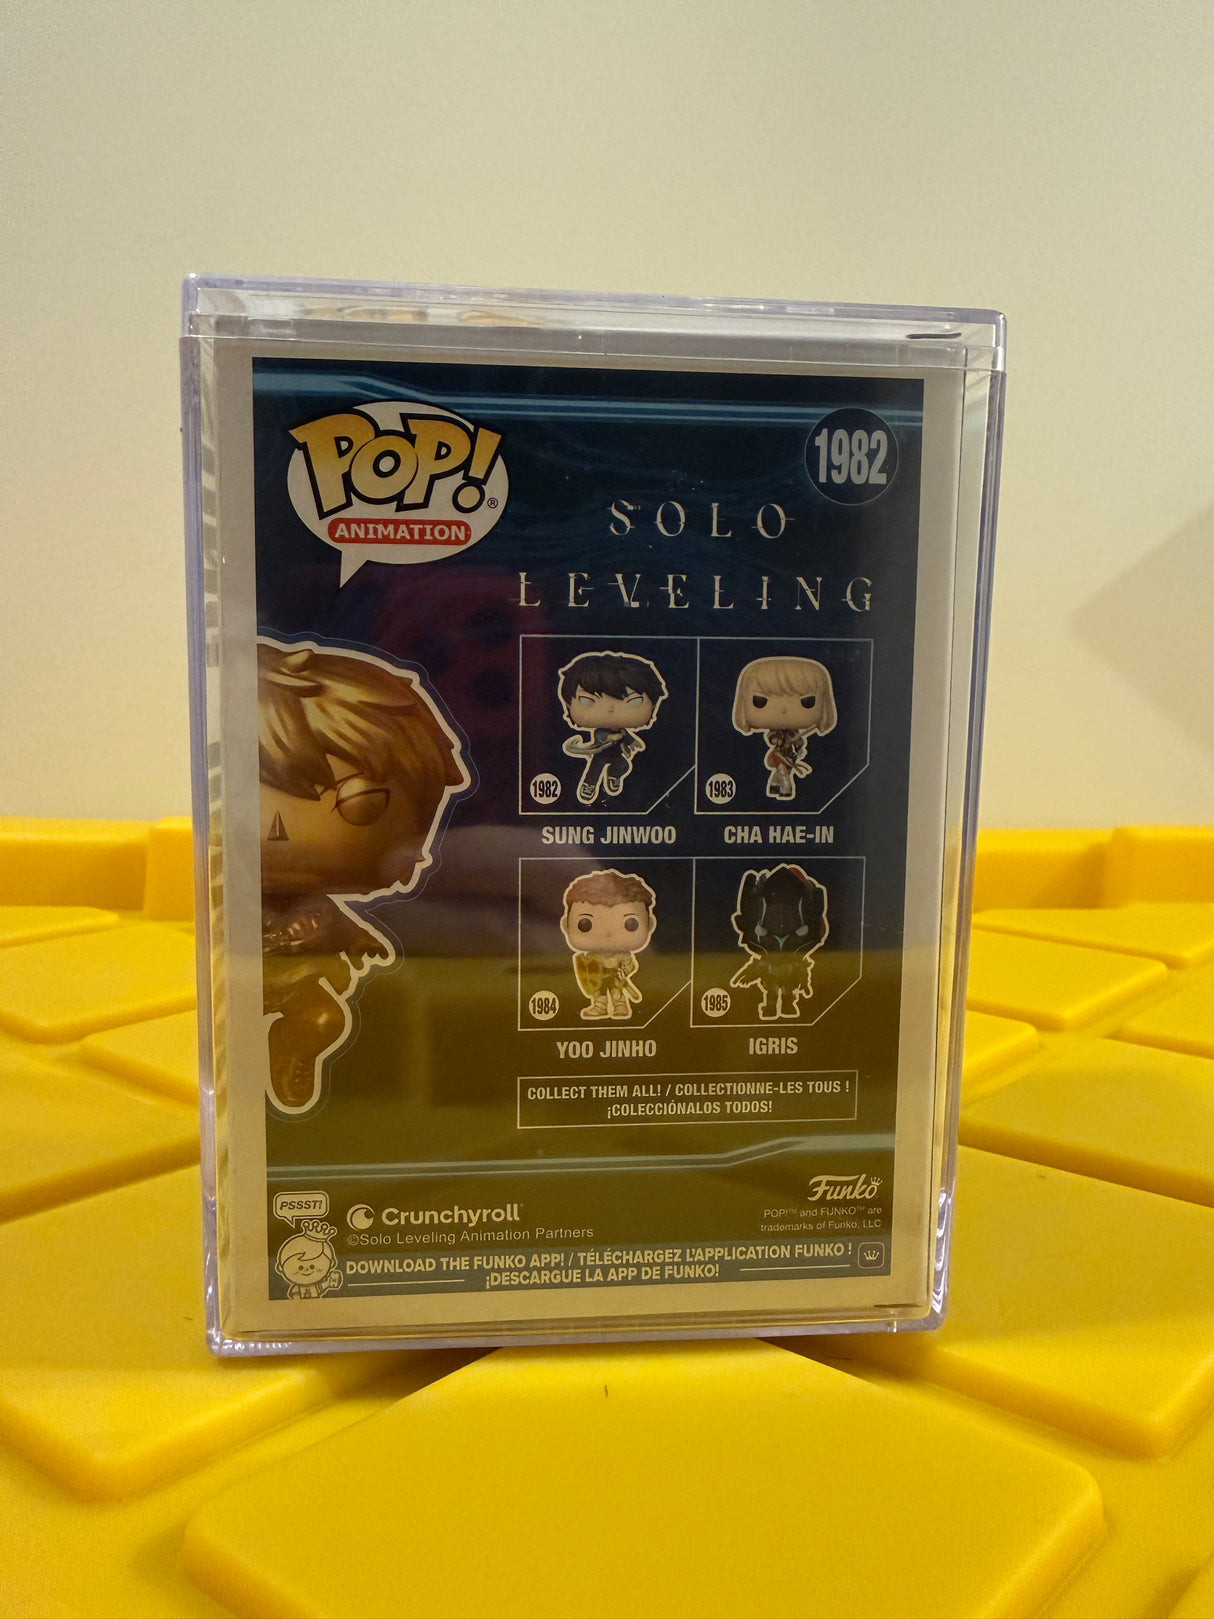 POP!®
ANIMATION
1982
SOLO
LEVELING
1982
SUNG JINWOO
1983
CHA HAE-IN
1984
YOO JINHO
1985
IGRIS
COLLECT THEM ALL! / COLLECTIONNE-LES TOUS !
¡COLECCIÓNALOS TODOS!
PSSST!
Crunchyroll
©Solo Leveling Animation Partners
Funko
POP!™ and FUNKO™ are
trademarks of Funko, LLC
DOWNLOAD THE FUNKO APP! / TÉLÉCHARGEZ L'APPLICATION FUNKO !
¡DESCARGUE LA APP DE FUNKO!